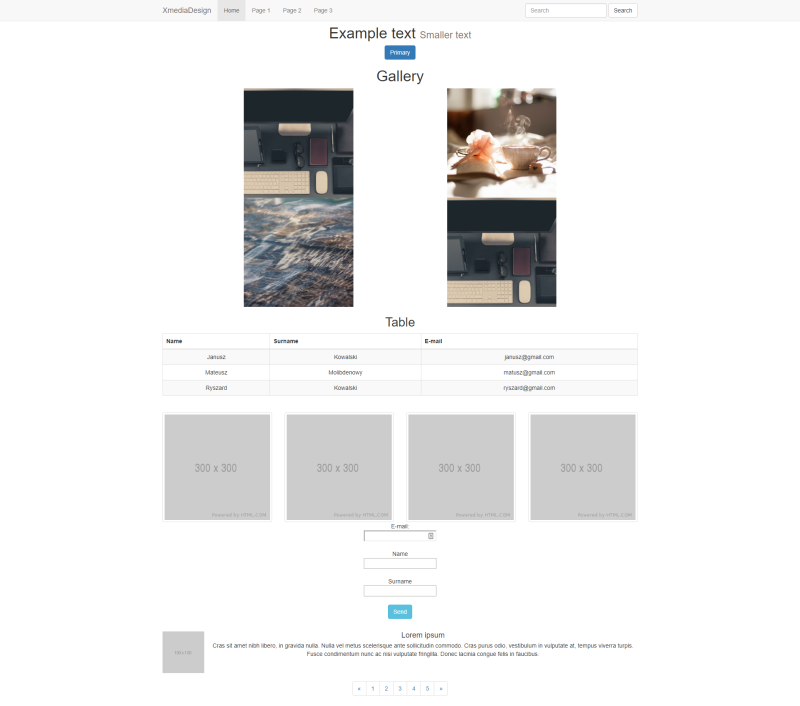 XmediaDesign Home Page 1 Page 2 Page 3 Search Search
Example text Smaller text
Primary
Gallery
Table
Name Surname E-mail
Janusz Kowalski janusz@gmail.com
Mateusz Molibdenowy matusz@gmail.com
Ryszard Kowalski ryszard@gmail.com
300 x 300 300 x 300 300 x 300 300 x 300
Powered by HTML.COM Powered by HTML.COM Powered by HTML.COM Powered by HTML.COM
E-mail:
Name
Surname
Send
Lorem ipsum
Cras sit amet nibh libero, in gravida nulla. Nulla vel metus scelerisque ante sollicitudin commodo. Cras purus odio, vestibulum in vulputate at, tempus viverra turpis.
Fusce condimentum nunc ac nisi vulputate fringilla. Donec lacinia congue felis in faucibus.
« 1 2 3 4 5 »